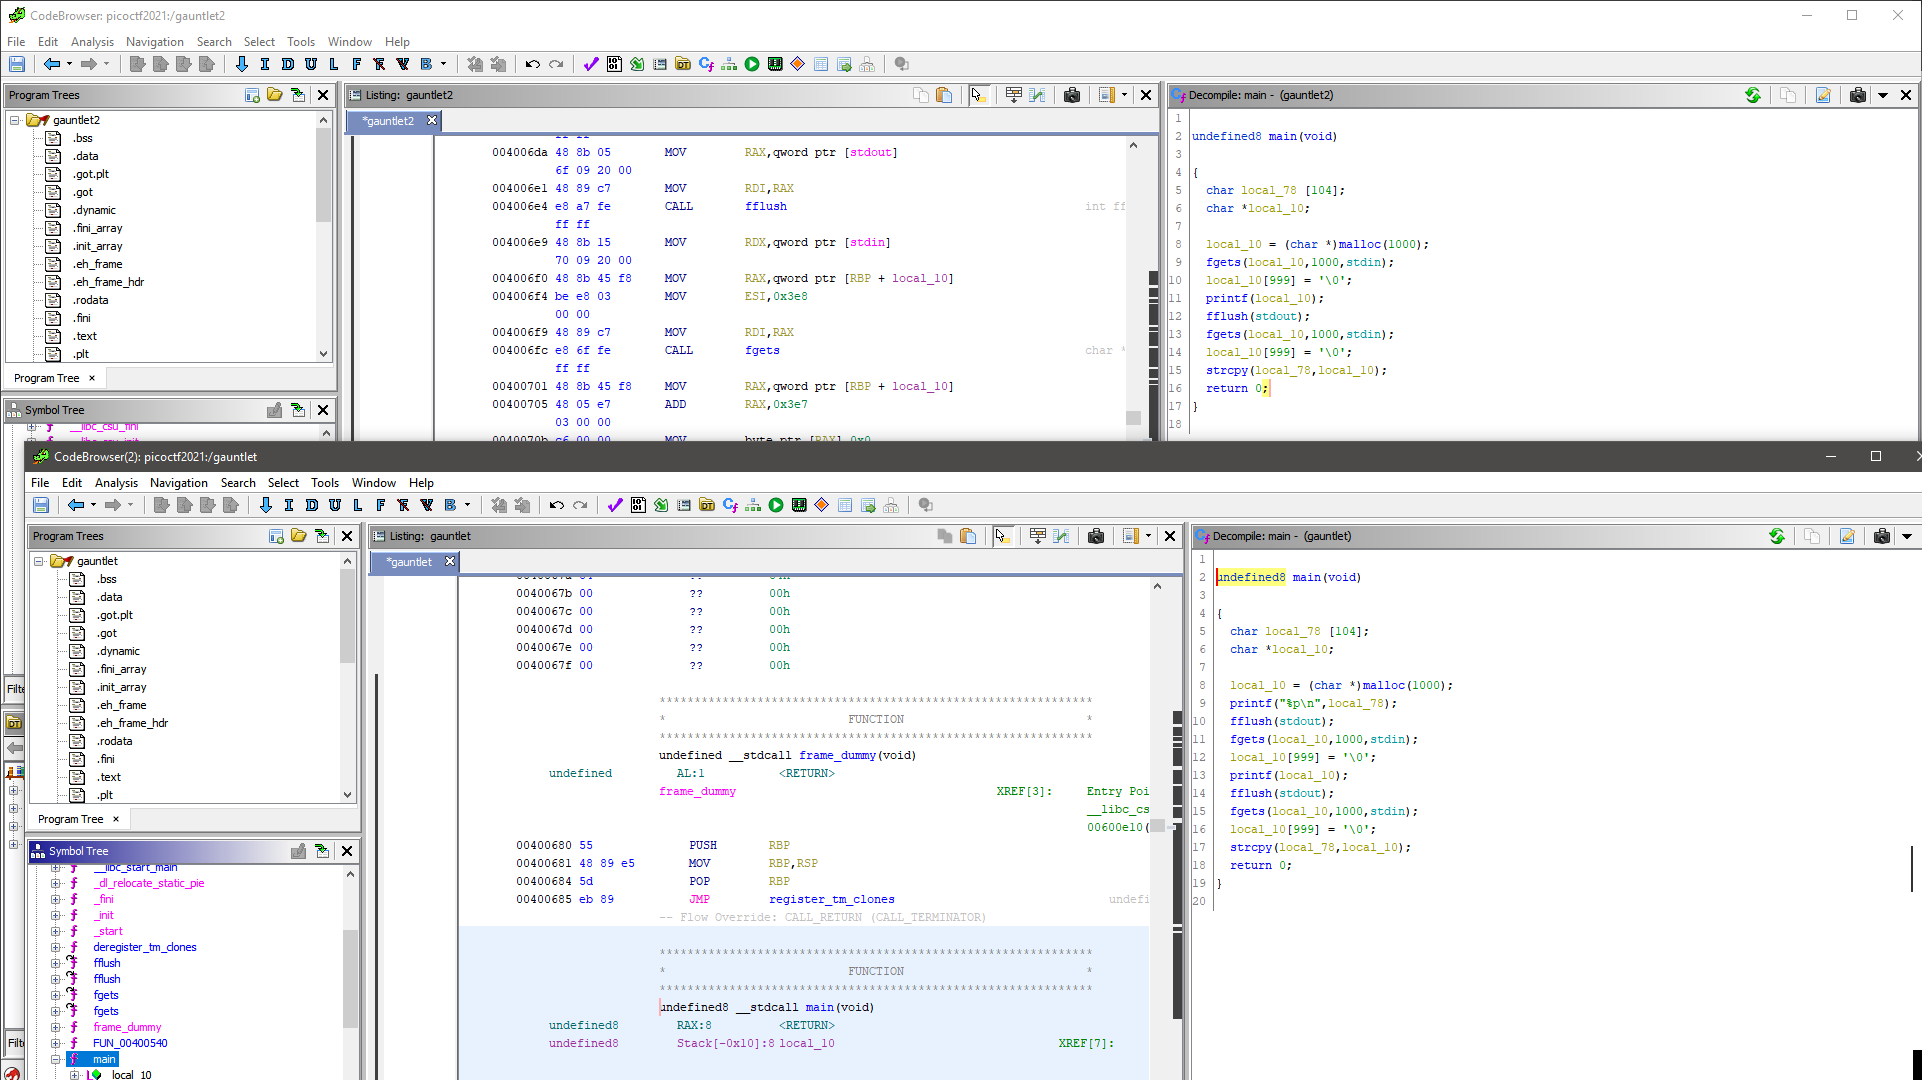 CodeBrowser: picoctf2021:/gauntlet2
File Edit Analysis Navigation Search Select Tools Window Help
I D U L F B
Program Trees
gauntlet2
.bss
.data
.got.plt
.got
.dynamic
.fini_array
.init_array
.eh_frame
.eh_frame_hdr
.rodata
.fini
.text
.plt
Program Tree ×
Symbol Tree
__libc_csu_fini
Listing: gauntlet2
*gauntlet2
004006da 48 8b 05 MOV RAX,qword ptr [stdout]
6f 09 20 00
004006e1 48 89 c7 MOV RDI,RAX
004006e4 e8 a7 fe CALL fflush int ff
ff ff
004006e9 48 8b 15 MOV RDX,qword ptr [stdin]
70 09 20 00
004006f0 48 8b 45 f8 MOV RAX,qword ptr [RBP + local_10]
004006f4 be e8 03 MOV ESI,0x3e8
00 00
004006f9 48 89 c7 MOV RDI,RAX
004006fc e8 6f fe CALL fgets char *
ff ff
00400701 48 8b 45 f8 MOV RAX,qword ptr [RBP + local_10]
00400705 48 05 e7 ADD RAX,0x3e7
03 00 00
0040070b c6 00 00 MOV byte ptr [RAX],0x0
Decompile: main - (gauntlet2)
1
2 undefined8 main(void)
3
4 {
5 char local_78 [104];
6 char *local_10;
7
8 local_10 = (char *)malloc(1000);
9 fgets(local_10,1000,stdin);
10 local_10[999] = '\0';
11 printf(local_10);
12 fflush(stdout);
13 fgets(local_10,1000,stdin);
14 local_10[999] = '\0';
15 strcpy(local_78,local_10);
16 return 0;
17 }
18
CodeBrowser(2): picoctf2021:/gauntlet
File Edit Analysis Navigation Search Select Tools Window Help
I D U L F B
Program Trees
gauntlet
.bss
.data
.got.plt
.got
.dynamic
.fini_array
.init_array
.eh_frame
.eh_frame_hdr
.rodata
.fini
.text
.plt
Program Tree ×
Symbol Tree
__libc_start_main
_dl_relocate_static_pie
_fini
_init
_start
deregister_tm_clones
fflush
fflush
fgets
fgets
frame_dummy
FUN_00400540
main
local_10
Listing: gauntlet
*gauntlet
0040067b 00 ?? 00h
0040067c 00 ?? 00h
0040067d 00 ?? 00h
0040067e 00 ?? 00h
0040067f 00 ?? 00h
**************************************************************
* FUNCTION *
**************************************************************
undefined __stdcall frame_dummy(void)
undefined AL:1 <RETURN>
frame_dummy XREF[3]: Entry Poi
__libc_cs
00600e10(
00400680 55 PUSH RBP
00400681 48 89 e5 MOV RBP,RSP
00400684 5d POP RBP
00400685 eb 89 JMP register_tm_clones undefi
-- Flow Override: CALL_RETURN (CALL_TERMINATOR)
**************************************************************
* FUNCTION *
**************************************************************
undefined8 __stdcall main(void)
undefined8 RAX:8 <RETURN>
undefined8 Stack[-0x10]:8 local_10 XREF[7]:
Decompile: main - (gauntlet)
1
2 undefined8 main(void)
3
4 {
5 char local_78 [104];
6 char *local_10;
7
8 local_10 = (char *)malloc(1000);
9 printf("%p\n",local_78);
10 fflush(stdout);
11 fgets(local_10,1000,stdin);
12 local_10[999] = '\0';
13 printf(local_10);
14 fflush(stdout);
15 fgets(local_10,1000,stdin);
16 local_10[999] = '\0';
17 strcpy(local_78,local_10);
18 return 0;
19 }
20